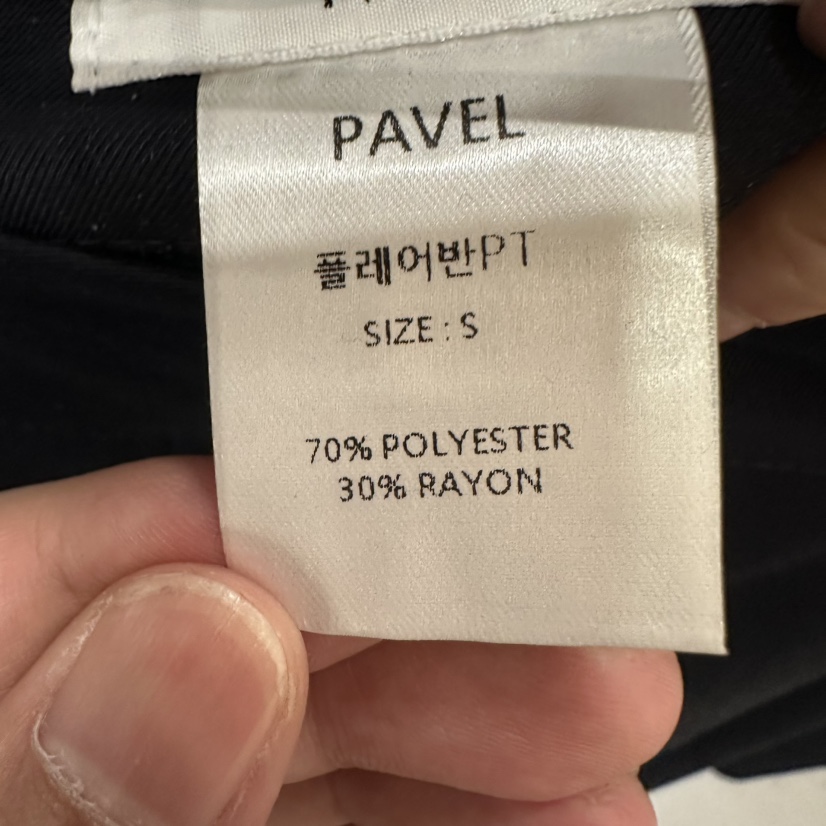 PAVEL
플레어반PT
SIZE : S
70% POLYESTER
30% RAYON